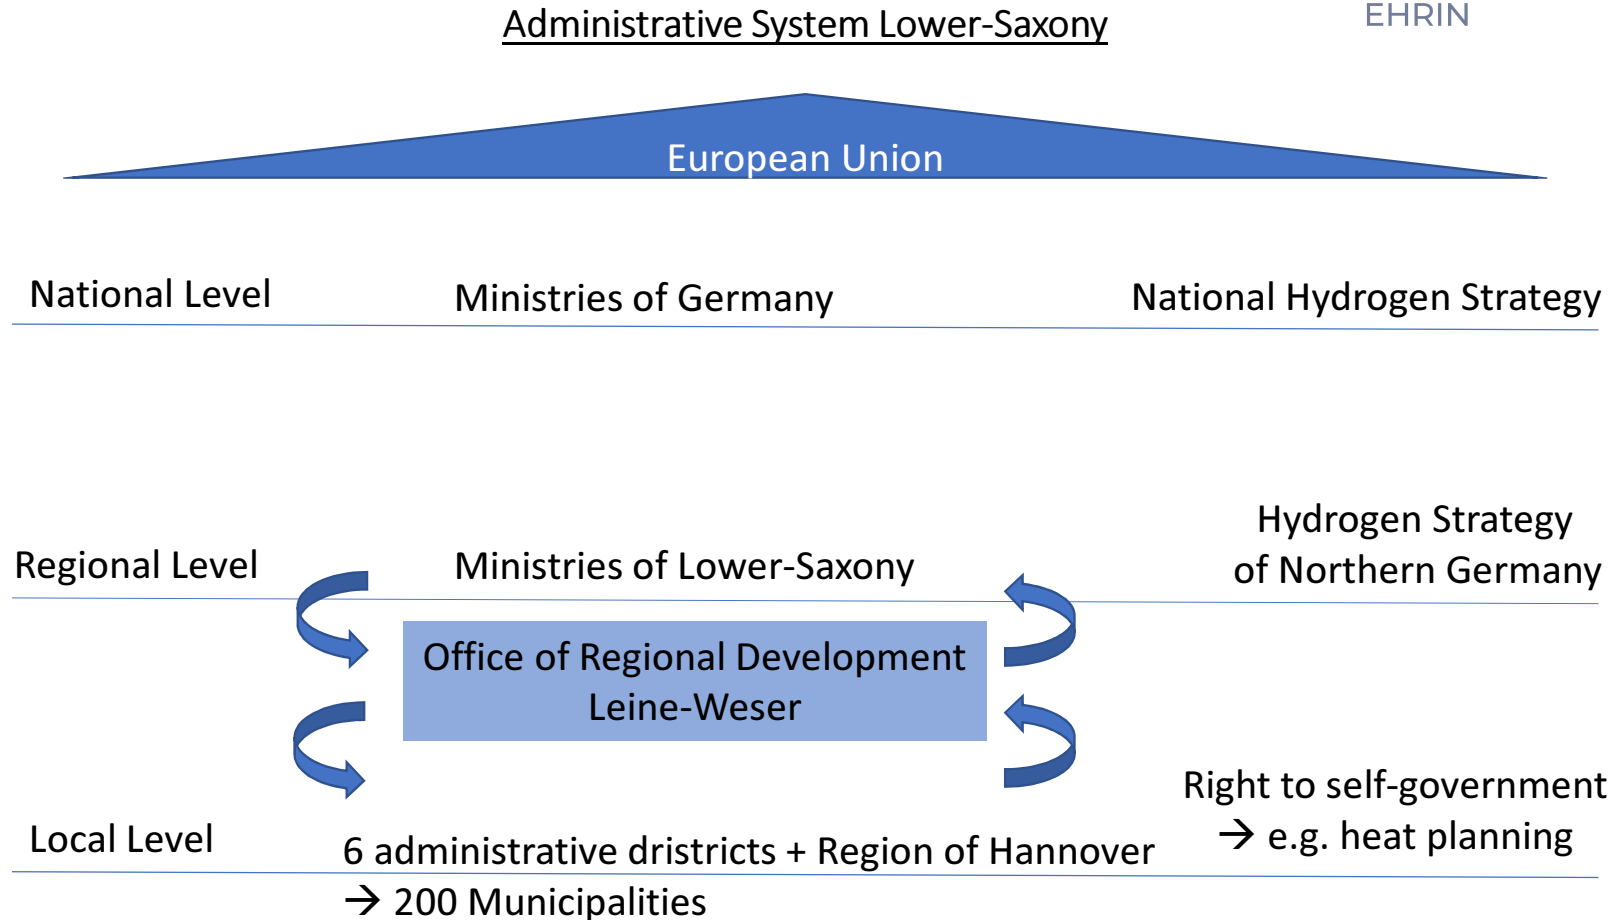 Administrative System Lower-Saxony
EHRIN
European Union
National Level
Ministries of Germany
National Hydrogen Strategy
Regional Level
Ministries of Lower-Saxony
Hydrogen Strategy
of Northern Germany
Office of Regional Development
Leine-Weser
Local Level
6 administrative dristricts + Region of Hannover
→ 200 Municipalities
Right to self-government
→ e.g. heat planning